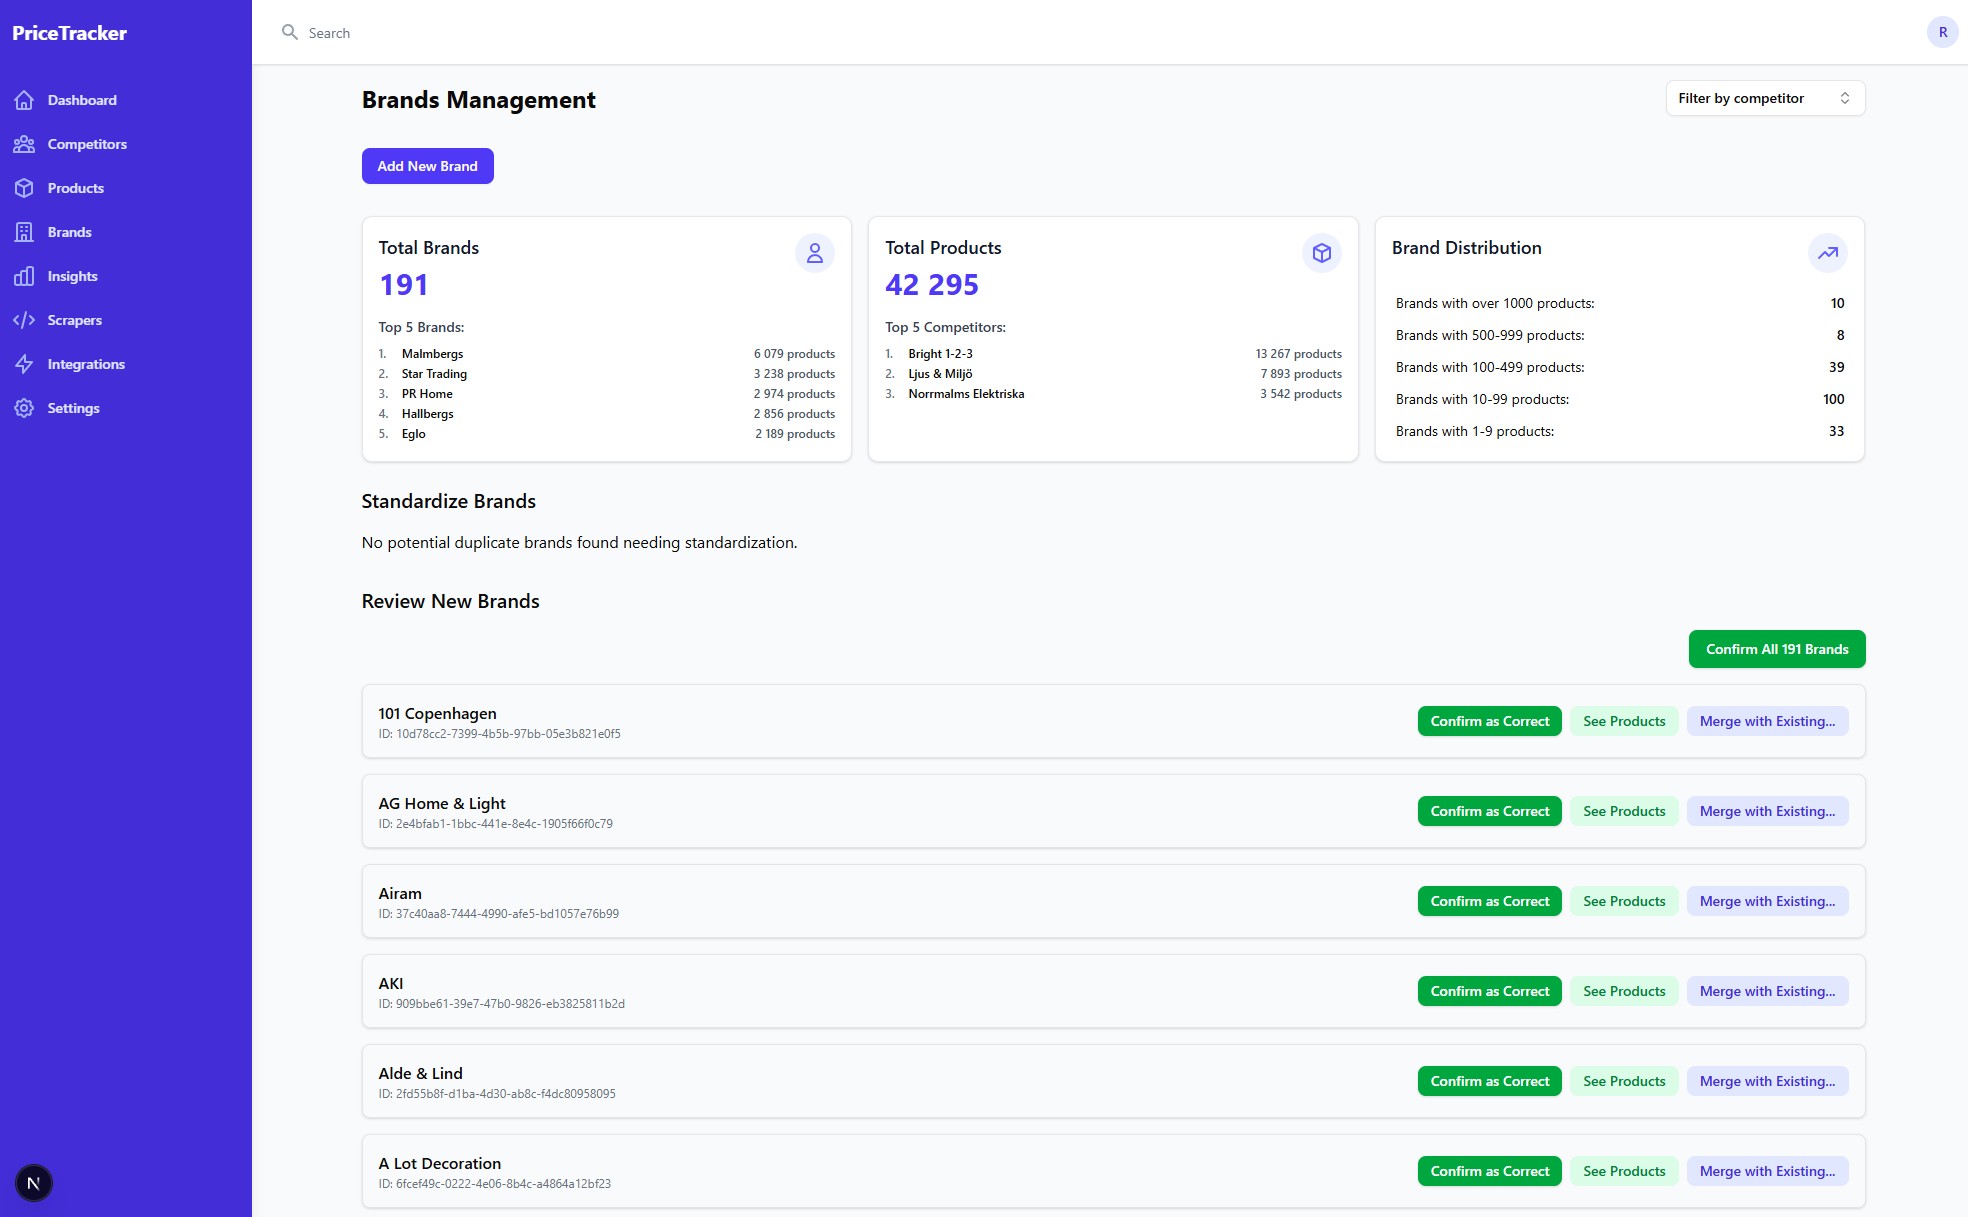 PriceTracker
Search
R
Dashboard
Competitors
Products
Brands
Insights
Scrapers
Integrations
Settings
Brands Management
Filter by competitor
Add New Brand
Total Brands
191
Top 5 Brands:
1. Malmbergs 6 079 products
2. Star Trading 3 238 products
3. PR Home 2 974 products
4. Hallbergs 2 856 products
5. Eglo 2 189 products
Total Products
42 295
Top 5 Competitors:
1. Bright 1-2-3 13 267 products
2. Ljus & Miljö 7 893 products
3. Norrmalms Elektriska 3 542 products
Brand Distribution
Brands with over 1000 products: 10
Brands with 500-999 products: 8
Brands with 100-499 products: 39
Brands with 10-99 products: 100
Brands with 1-9 products: 33
Standardize Brands
No potential duplicate brands found needing standardization.
Review New Brands
Confirm All 191 Brands
101 Copenhagen
ID: 10d78cc2-7399-4b5b-97bb-05e3b821e0f5
Confirm as Correct See Products Merge with Existing...
AG Home & Light
ID: 2e4bfab1-1bbc-441e-8e4c-1905f66f0c79
Confirm as Correct See Products Merge with Existing...
Airam
ID: 37c40aa8-7444-4990-afe5-bd1057e76b99
Confirm as Correct See Products Merge with Existing...
AKI
ID: 909bbe61-39e7-47b0-9826-eb3825811b2d
Confirm as Correct See Products Merge with Existing...
Alde & Lind
ID: 2fd55b8f-d1ba-4d30-ab8c-f4dc80958095
Confirm as Correct See Products Merge with Existing...
A Lot Decoration
ID: 6fcef49c-0222-4e06-8b4c-a4864a12bf23
Confirm as Correct See Products Merge with Existing...
N